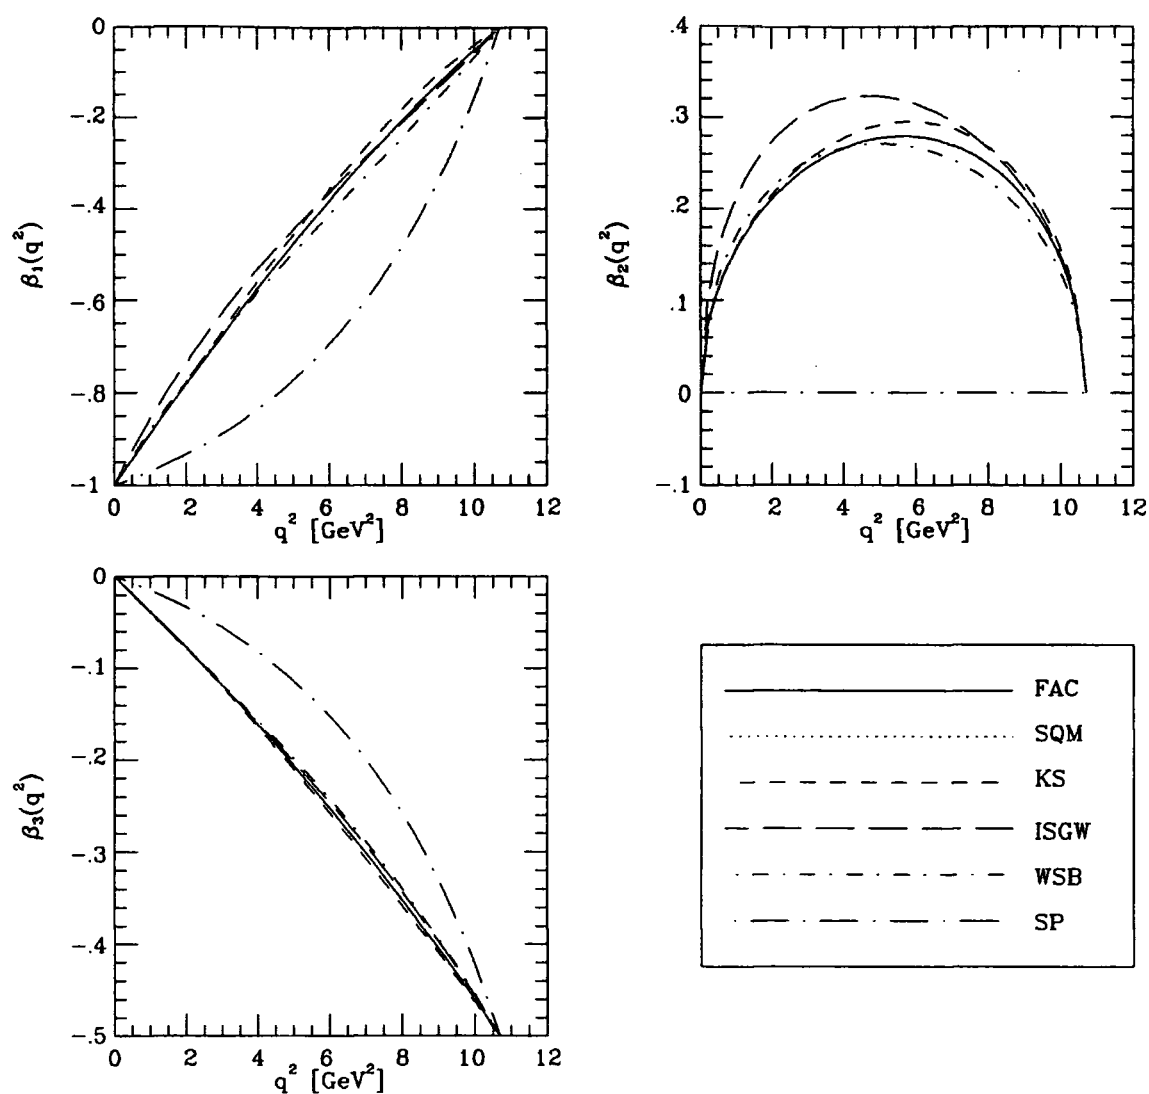 0
-.2
-.4
-.6
-.8
-1
β₁(q²)
0 2 4 6 8 10 12
q² [GeV²]
.4
.3
.2
.1
0
-.1
β₂(q²)
0 2 4 6 8 10 12
q² [GeV²]
0
-.1
-.2
-.3
-.4
-.5
β₃(q²)
0 2 4 6 8 10 12
q² [GeV²]
FAC
SQM
KS
ISGW
WSB
SP